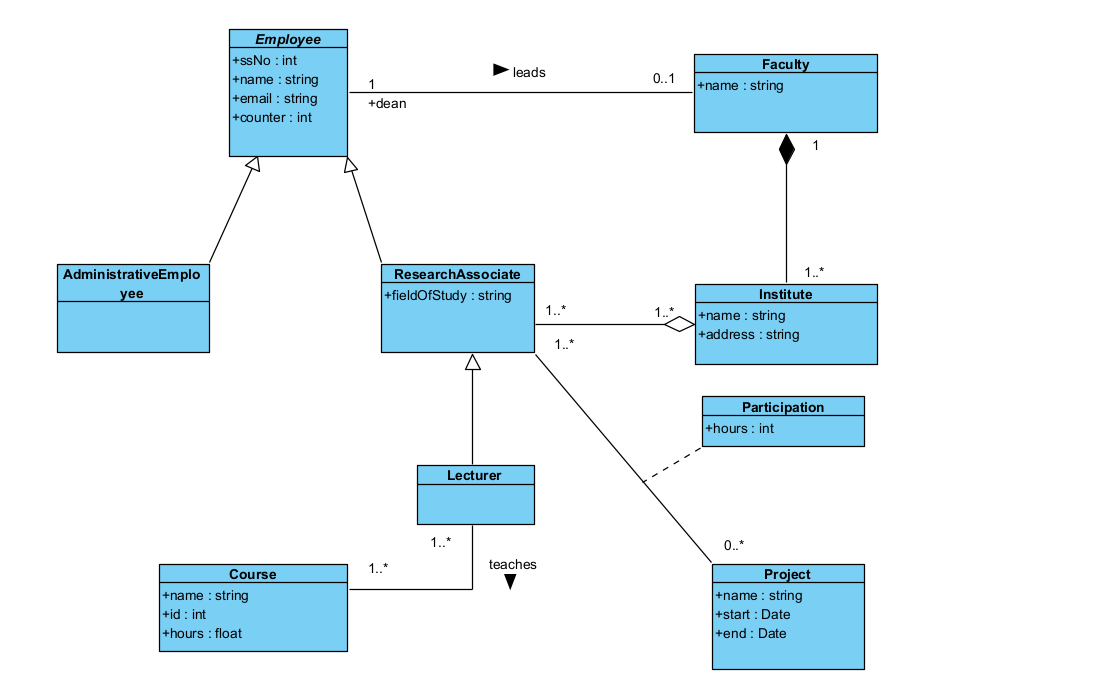 Employee
+ssNo : int
+name : string
+email : string
+counter : int
1
+dean
leads
0..1
Faculty
+name : string
1
1..*
AdministrativeEmplo
yee
ResearchAssociate
+fieldOfStudy : string
1..*
1..*
1..*
Institute
+name : string
+address : string
Participation
+hours : int
Lecturer
1..*
1..*
teaches
Course
+name : string
+id : int
+hours : float
0..*
Project
+name : string
+start : Date
+end : Date